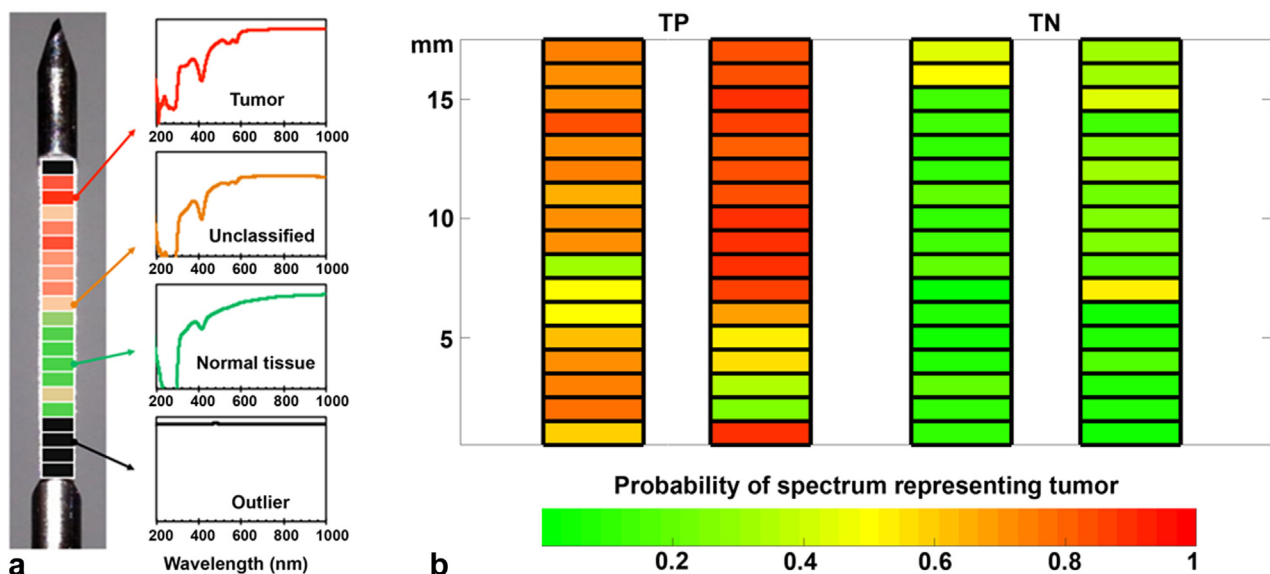 Tumor
200 400 600 800 1000
Unclassified
200 400 600 800 1000
Normal tissue
200 400 600 800 1000
Outlier
200 400 600 800 1000
Wavelength (nm)
a
TP TN
mm
15
10
5
Probability of spectrum representing tumor
0.2 0.4 0.6 0.8 1
b